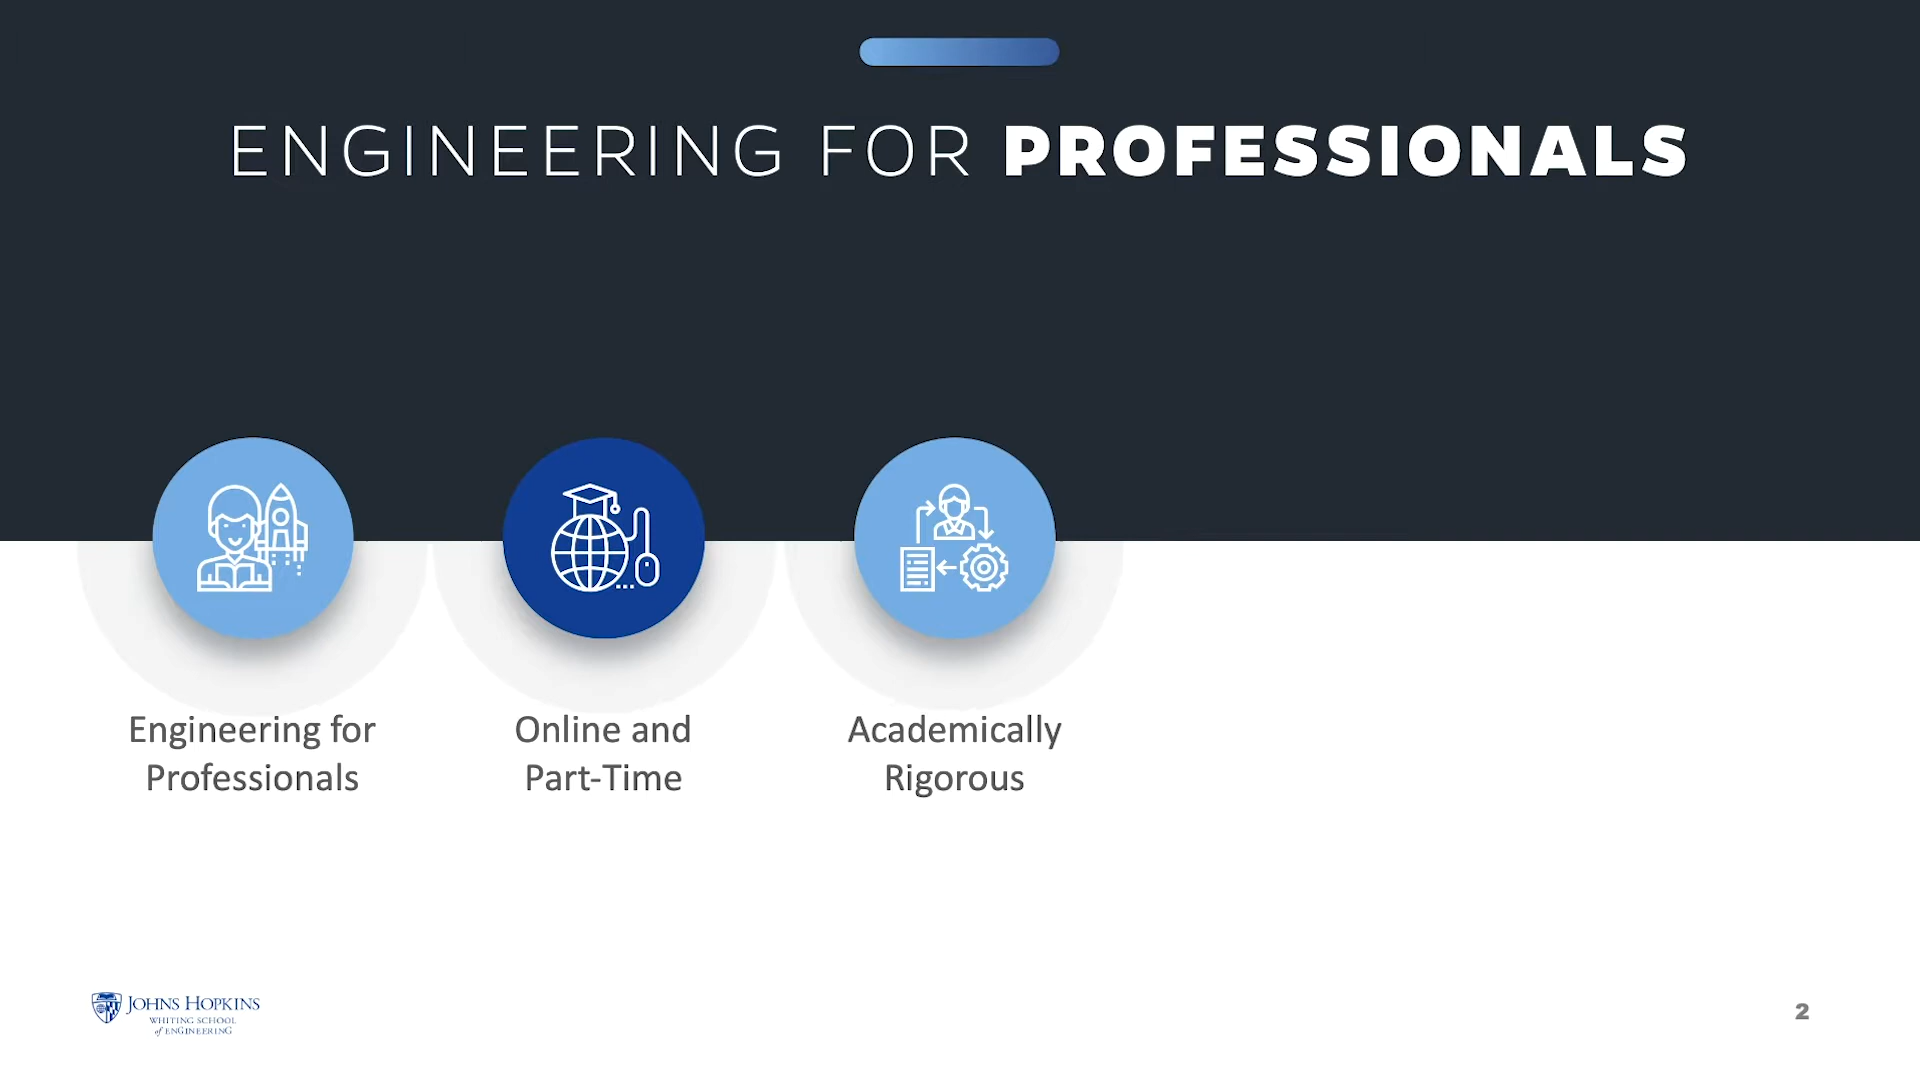 ENGINEERING FOR PROFESSIONALS
Engineering for
Professionals
Online and
Part-Time
Academically
Rigorous
JOHNS HOPKINS
WHITING SCHOOL
of ENGINEERING
2